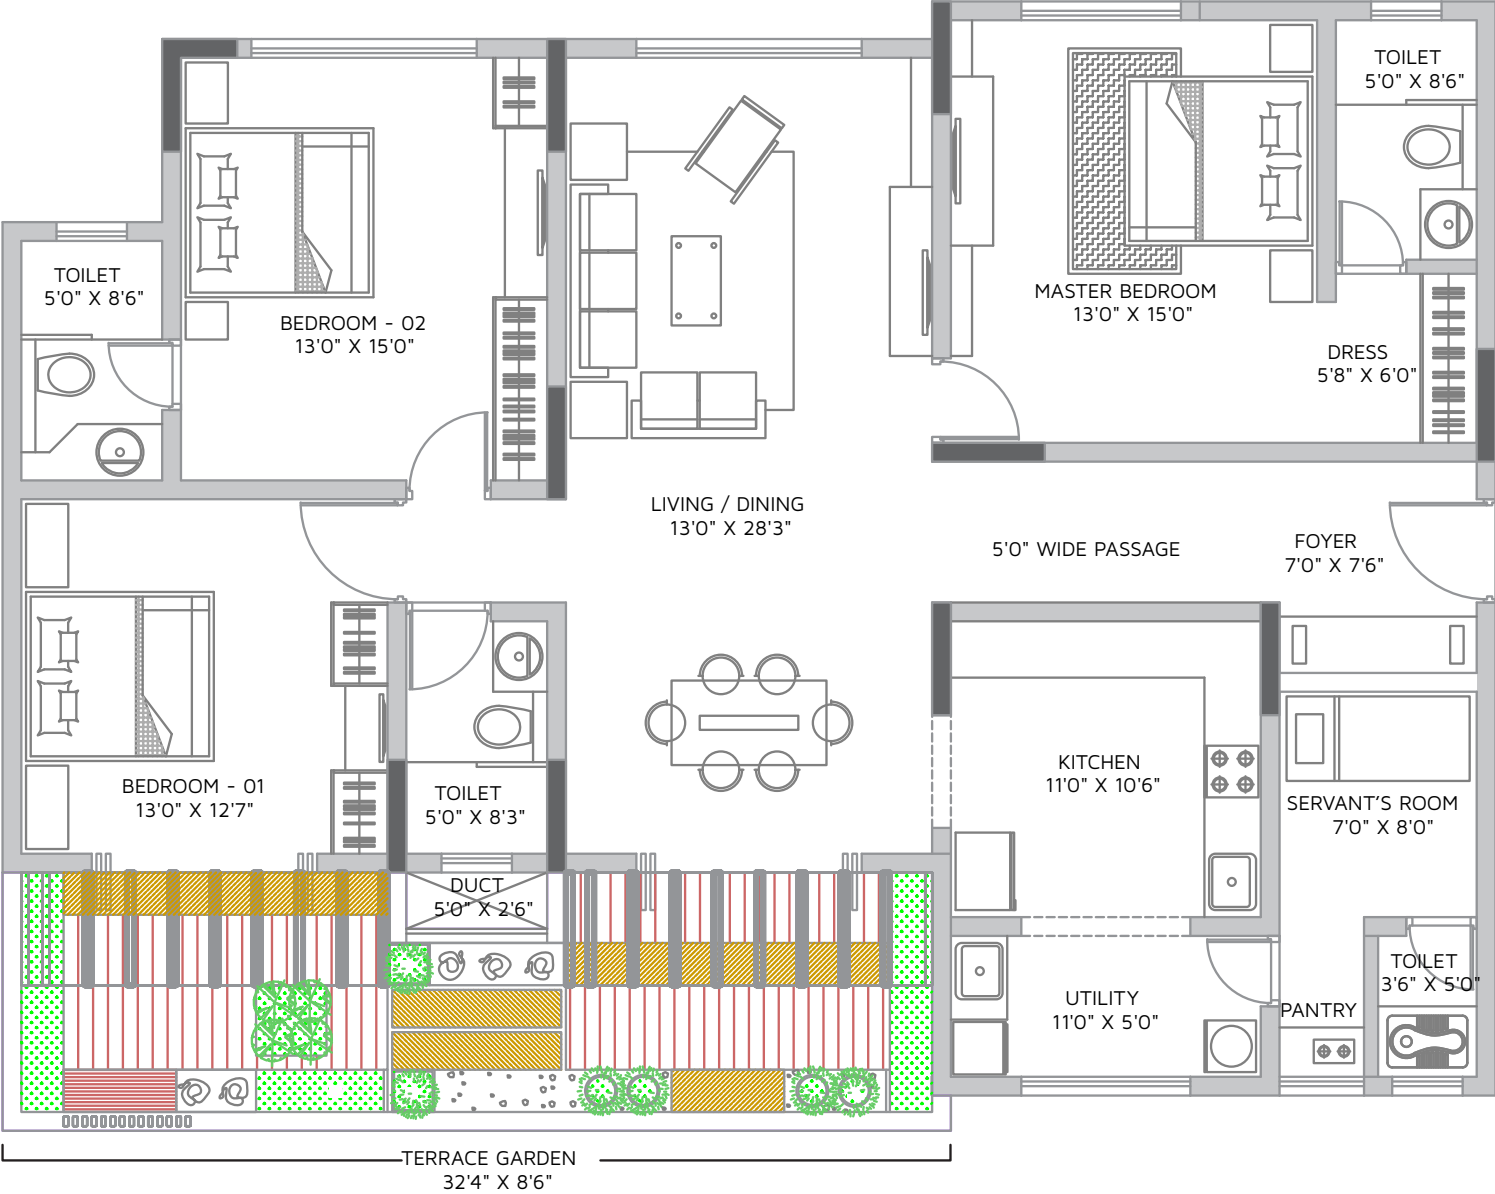 TOILET
5'0" X 8'6"
TOILET
5'0" X 8'6"
MASTER BEDROOM
13'0" X 15'0"
BEDROOM - 02
13'0" X 15'0"
DRESS
5'8" X 6'0"
LIVING / DINING
13'0" X 28'3"
5'0" WIDE PASSAGE
FOYER
7'0" X 7'6"
KITCHEN
11'0" X 10'6"
BEDROOM - 01
13'0" X 12'7"
TOILET
5'0" X 8'3"
SERVANT’S ROOM
7'0" X 8'0"
DUCT
5'0" X 2'6"
TOILET
3'6" X 5'0"
UTILITY
11'0" X 5'0"
PANTRY
TERRACE GARDEN
32'4" X 8'6"